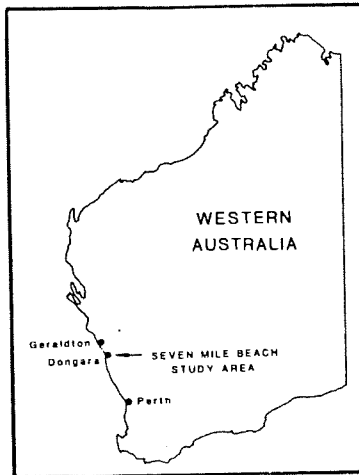 WESTERN
AUSTRALIA
Geraldton
Dongara
SEVEN MILE BEACH
STUDY AREA
Perth